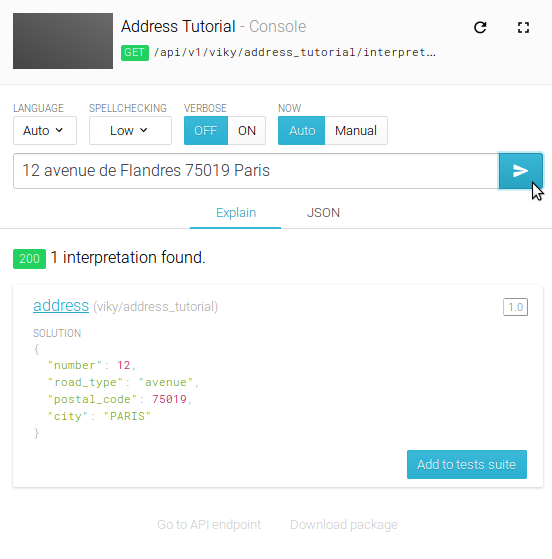 Address Tutorial - Console
GET /api/v1/viky/address_tutorial/interpret…
LANGUAGE SPELLCHECKING VERBOSE NOW
Auto Low OFF ON Auto Manual
12 avenue de Flandres 75019 Paris
Explain JSON
200 1 interpretation found.
address (viky/address_tutorial) 1.0
SOLUTION
{
"number": 12,
"road_type": "avenue",
"postal_code": 75019,
"city": "PARIS"
}
Add to tests suite
Go to API endpoint Download package